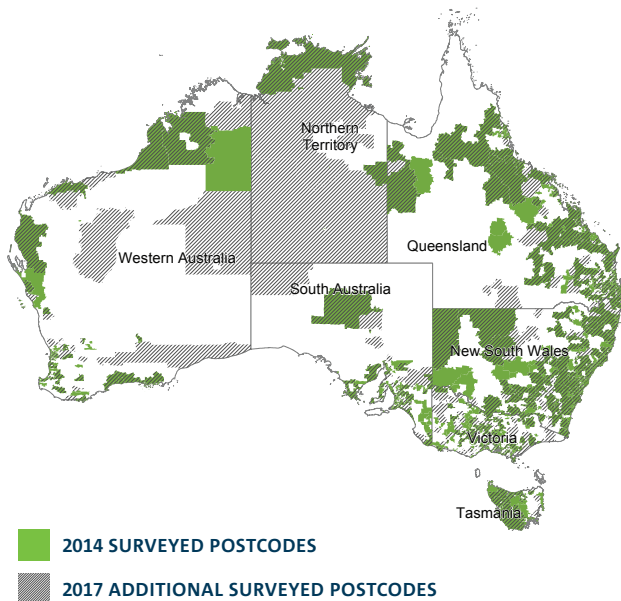 Northern
Territory
Queensland
Western Australia
South Australia
New South Wales
Victoria
Tasmania
2014 SURVEYED POSTCODES
2017 ADDITIONAL SURVEYED POSTCODES